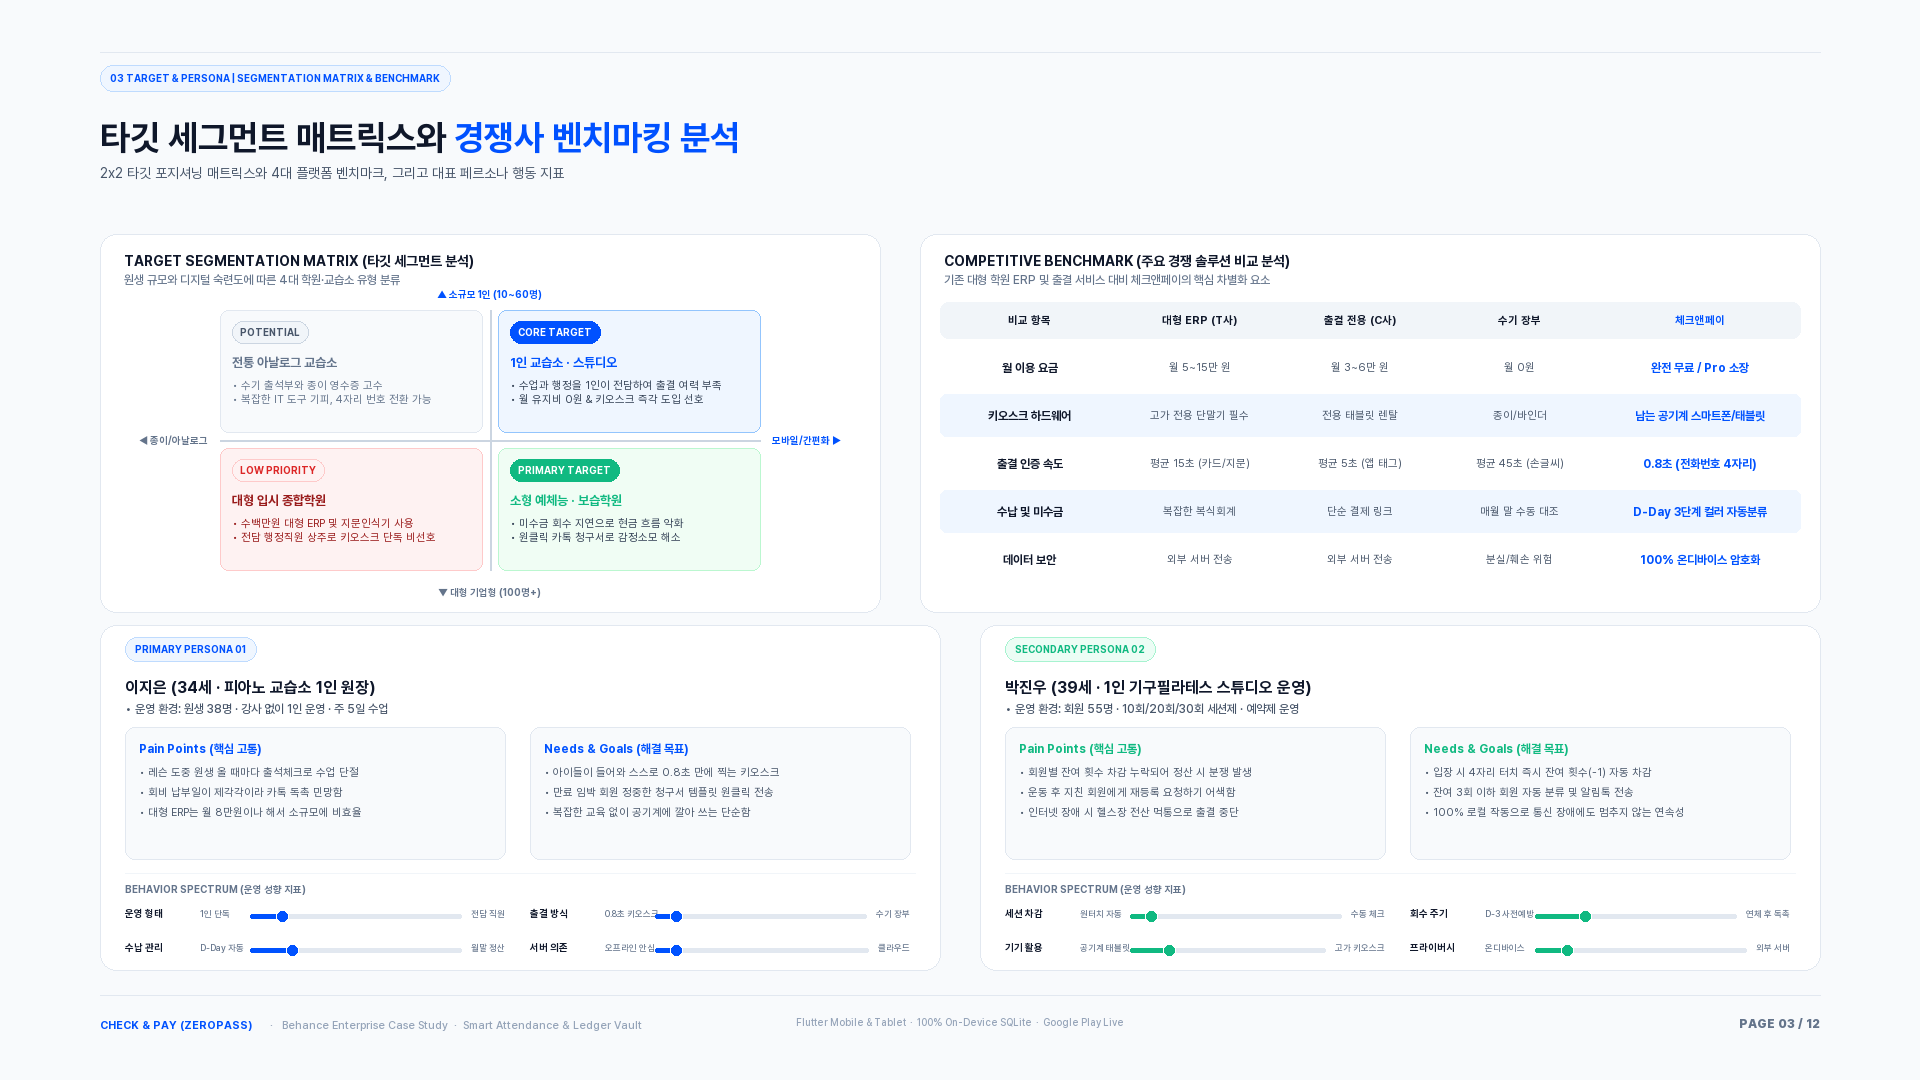 03 TARGET & PERSONA | SEGMENTATION MATRIX & BENCHMARK
타깃 세그먼트 매트릭스와 경쟁사 벤치마킹 분석
2x2 타깃 포지셔닝 매트릭스와 4대 플랫폼 벤치마크, 그리고 대표 페르소나 행동 지표
TARGET SEGMENTATION MATRIX (타깃 세그먼트 분석)
원생 규모와 디지털 숙련도에 따른 4대 학원·교습소 유형 분류
▲ 소규모 1인 (10~60명)
POTENTIAL
전통 아날로그 교습소
• 수기 출석부와 종이 영수증 고수
• 복잡한 IT 도구 기피, 4자리 번호 전환 가능
CORE TARGET
1인 교습소 · 스튜디오
• 수업과 행정을 1인이 전담하여 출결 여력 부족
• 월 유지비 0원 & 키오스크 즉각 도입 선호
◀ 종이/아날로그
모바일/간편화 ▶
LOW PRIORITY
대형 입시 종합학원
• 수백만원 대형 ERP 및 지문인식기 사용
• 전담 행정직원 상주로 키오스크 단독 비선호
PRIMARY TARGET
소형 예체능 · 보습학원
• 미수금 회수 지연으로 현금 흐름 악화
• 원클릭 카톡 청구서로 감정소모 해소
▼ 대형 기업형 (100명+)
COMPETITIVE BENCHMARK (주요 경쟁 솔루션 비교 분석)
기존 대형 학원 ERP 및 출결 서비스 대비 체크앤페이의 핵심 차별화 요소
비교 항목 대형 ERP (T사) 출결 전용 (C사) 수기 장부 체크앤페이
월 이용 요금 월 5~15만 원 월 3~6만 원 월 0원 완전 무료 / Pro 소장
키오스크 하드웨어 고가 전용 단말기 필수 전용 태블릿 렌탈 종이/바인더 남는 공기계 스마트폰/태블릿
출결 인증 속도 평균 15초 (카드/지문) 평균 5초 (앱 태그) 평균 45초 (손글씨) 0.8초 (전화번호 4자리)
수납 및 미수금 복잡한 복식회계 단순 결제 링크 매월 말 수동 대조 D-Day 3단계 컬러 자동분류
데이터 보안 외부 서버 전송 외부 서버 전송 분실/훼손 위험 100% 온디바이스 암호화
PRIMARY PERSONA 01
이지은 (34세 · 피아노 교습소 1인 원장)
• 운영 환경: 원생 38명 · 강사 없이 1인 운영 · 주 5일 수업
Pain Points (핵심 고통)
• 레슨 도중 원생 올 때마다 출석체크로 수업 단절
• 회비 납부일이 제각각이라 카톡 독촉 민망함
• 대형 ERP는 월 8만원이나 해서 소규모에 비효율
Needs & Goals (해결 목표)
• 아이들이 들어와 스스로 0.8초 만에 찍는 키오스크
• 만료 임박 회원 정중한 청구서 템플릿 원클릭 전송
• 복잡한 교육 없이 공기계에 깔아 쓰는 단순함
BEHAVIOR SPECTRUM (운영 성향 지표)
운영 형태 1인 단독 전담 직원 출결 방식 0.8초 키오스크 수기 장부
수납 관리 D-Day 자동 월말 정산 서버 의존 오프라인 안심 클라우드
SECONDARY PERSONA 02
박진우 (39세 · 1인 기구필라테스 스튜디오 운영)
• 운영 환경: 회원 55명 · 10회/20회/30회 세션제 · 예약제 운영
Pain Points (핵심 고통)
• 회원별 잔여 횟수 차감 누락되어 정산 시 분쟁 발생
• 운동 후 지친 회원에게 재등록 요청하기 어색함
• 인터넷 장애 시 헬스장 전산 먹통으로 출결 중단
Needs & Goals (해결 목표)
• 입장 시 4자리 터치 즉시 잔여 횟수(-1) 자동 차감
• 잔여 3회 이하 회원 자동 분류 및 알림톡 전송
• 100% 로컬 작동으로 통신 장애에도 멈추지 않는 연속성
BEHAVIOR SPECTRUM (운영 성향 지표)
세션 차감 원터치 자동 수동 체크 회수 주기 D-3 사전예방 연체 후 독촉
기기 활용 공기계 태블릿 고가 키오스크 프라이버시 온디바이스 외부 서버
CHECK & PAY (ZEROPASS) · Behance Enterprise Case Study · Smart Attendance & Ledger Vault
Flutter Mobile & Tablet · 100% On-Device SQLite · Google Play Live
PAGE 03 / 12